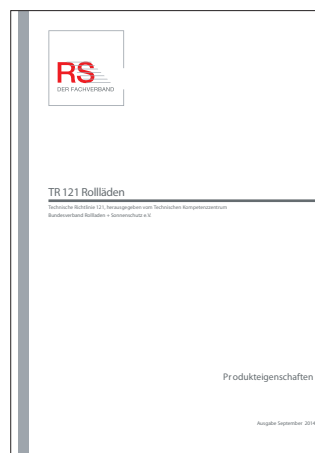 RS
DER FACHVERBAND
TR 121 Rollläden
Technische Richtlinie 121, herausgegeben vom Technischen Kompetenzzentrum
Bundesverband Rollladen + Sonnenschutz e.V.
Produkteigenschaften
Ausgabe September 2014